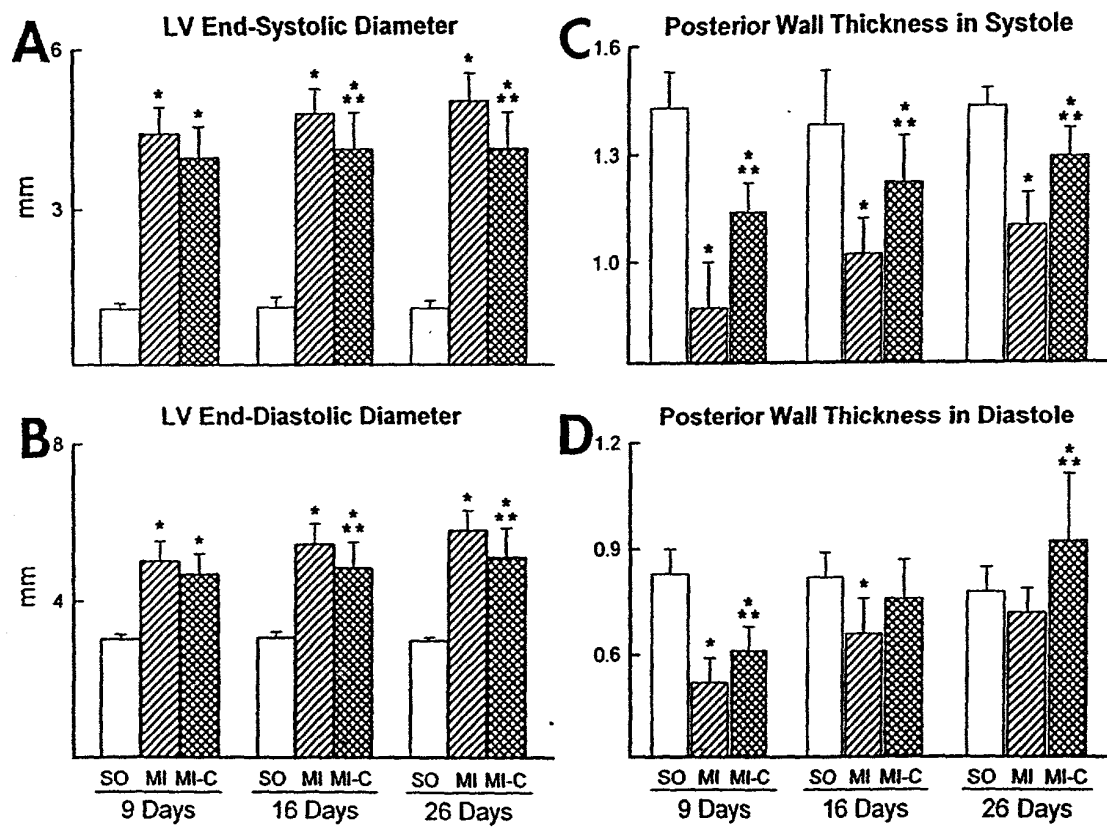 A LV End-Systolic Diameter
6
3
mm
* * * * ** * * **
B LV End-Diastolic Diameter
8
4
mm
* * * * ** * * **
SO MI MI-C SO MI MI-C SO MI MI-C
9 Days 16 Days 26 Days
C Posterior Wall Thickness in Systole
1.6
1.3
1.0
* * ** * * ** * * **
D Posterior Wall Thickness in Diastole
1.2
0.9
0.6
* * ** * * **
SO MI MI-C SO MI MI-C SO MI MI-C
9 Days 16 Days 26 Days